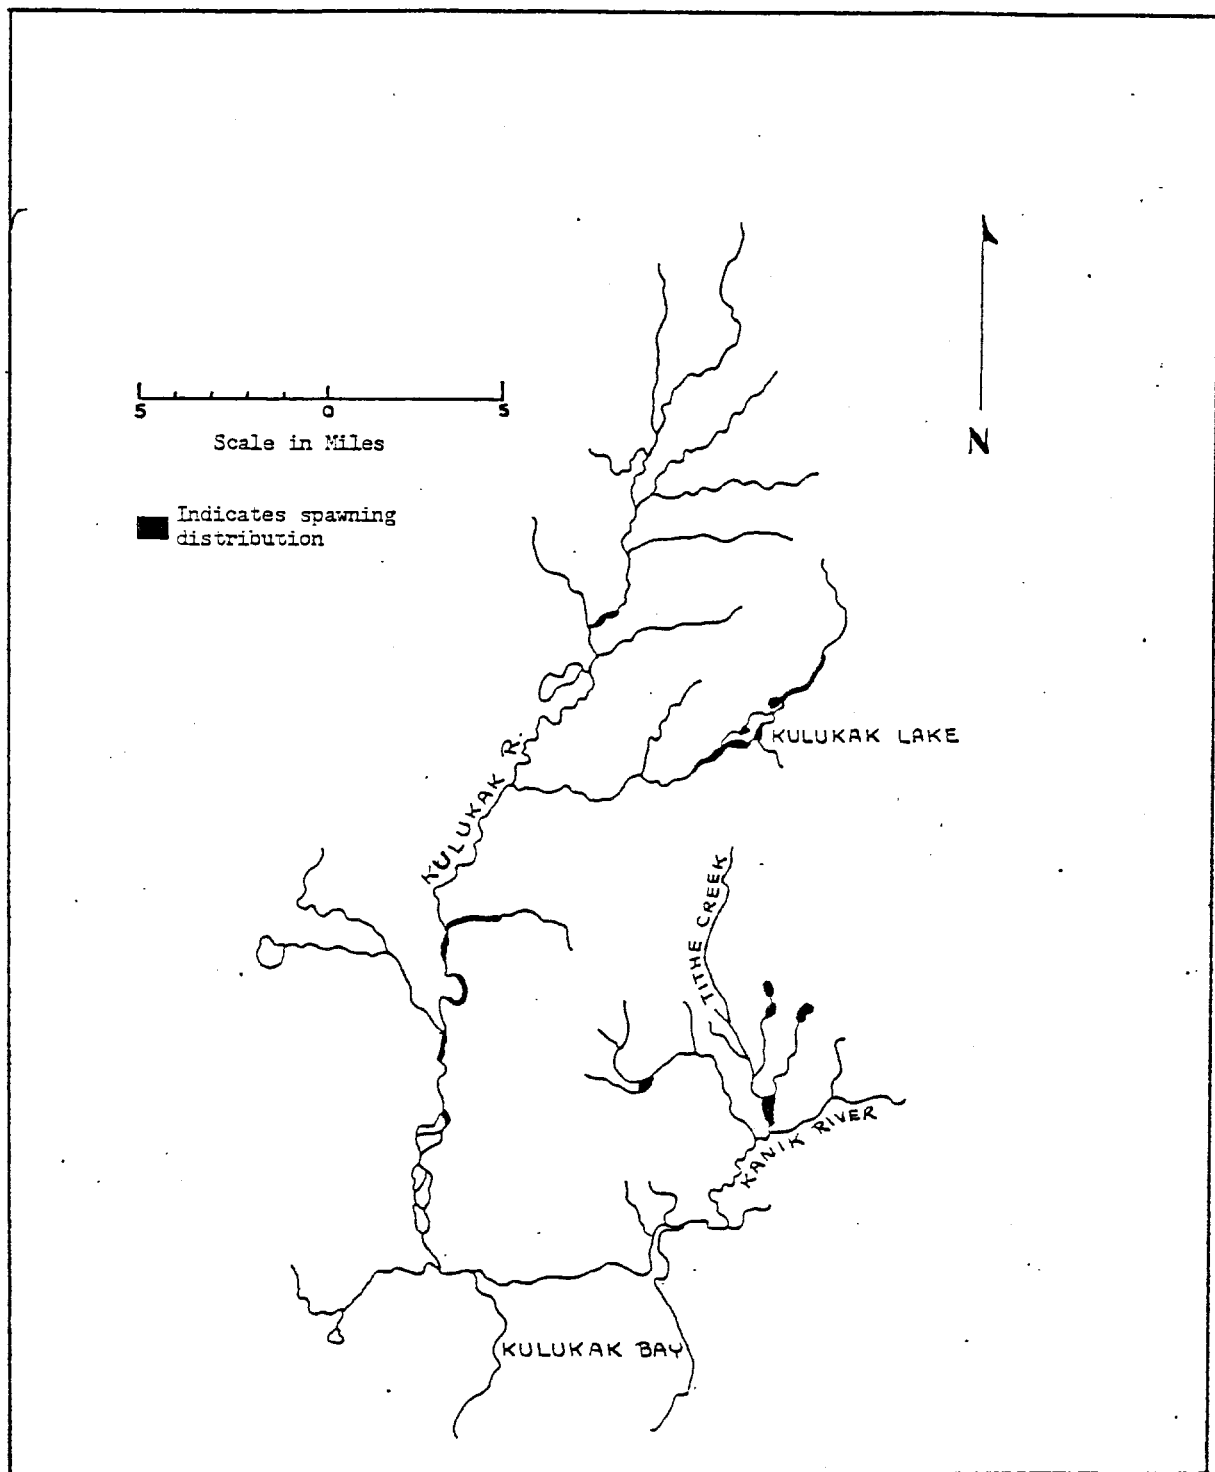 5 0 5
Scale in Miles
N
Indicates spawning
distribution
KULUKAK R.
KULUKAK LAKE
TITHE CREEK
KANIK RIVER
KULUKAK BAY